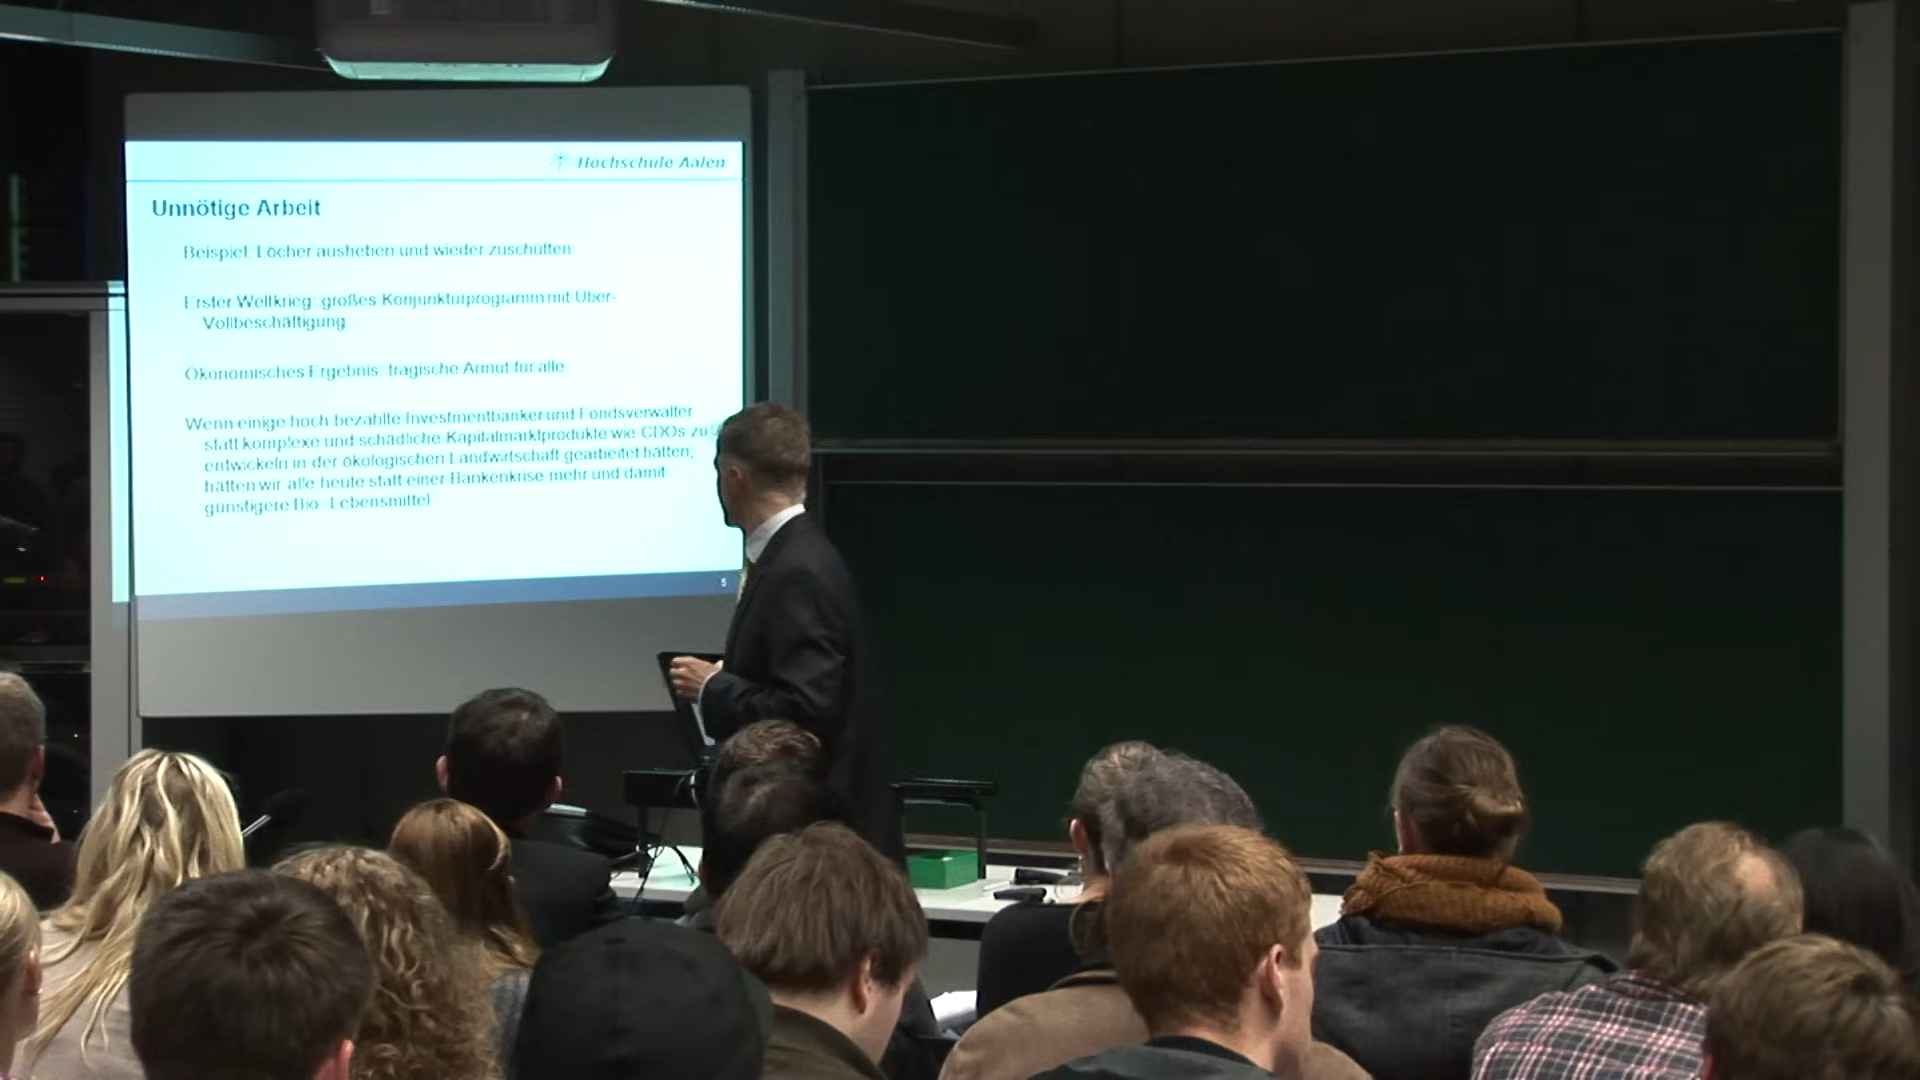 Hochschule Aalen
Unnötige Arbeit
Beispiel: Löcher ausheben und wieder zuschütten
Erster Weltkrieg: großes Konjunkturprogramm mit Über-
Vollbeschäftigung
Ökonomisches Ergebnis: tragische Armut für alle
Wenn einige hoch bezahlte Investmentbanker und Fondsverwalter
statt komplexe und schädliche Kapitalmarktprodukte wie CDOs zu
entwickeln in der ökologischen Landwirtschaft gearbeitet hätten,
hätten wir alle heute statt einer Bankenkrise mehr und damit
günstigere Bio-Lebensmittel
5